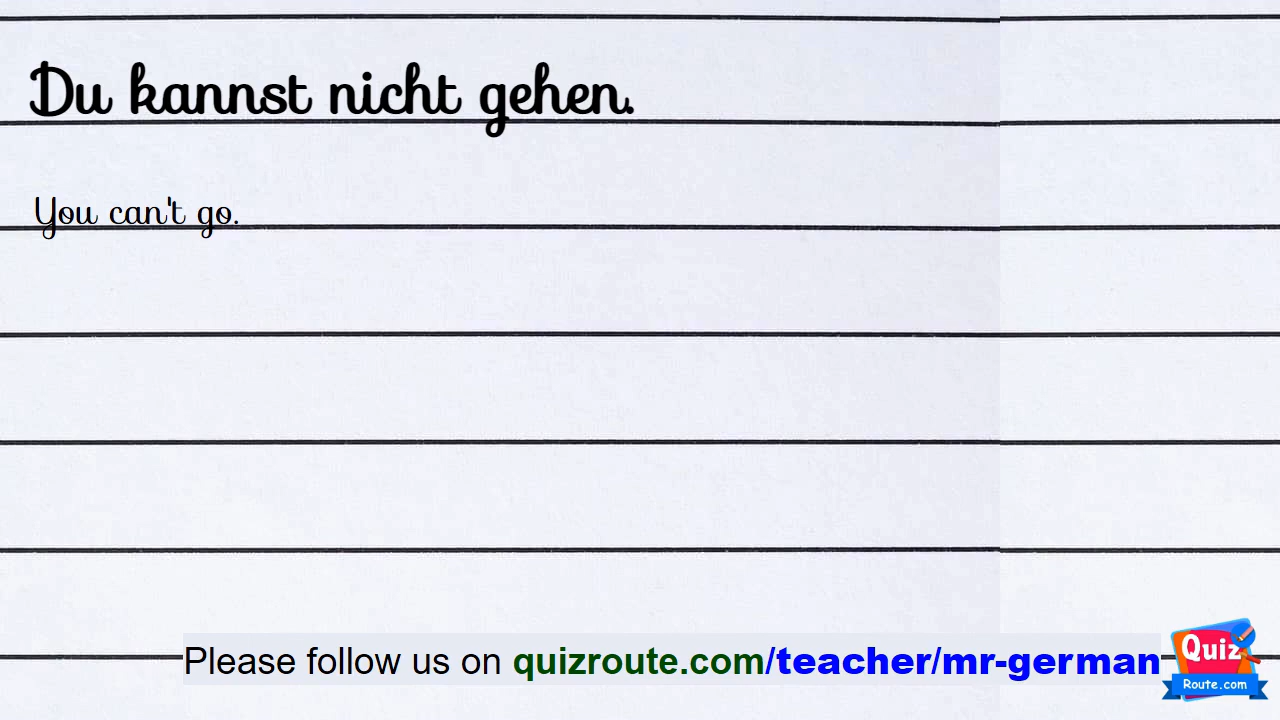 Du kannst nicht gehen.
You can't go.
Please follow us on quizroute.com/teacher/mr-german
Quiz
Route.com